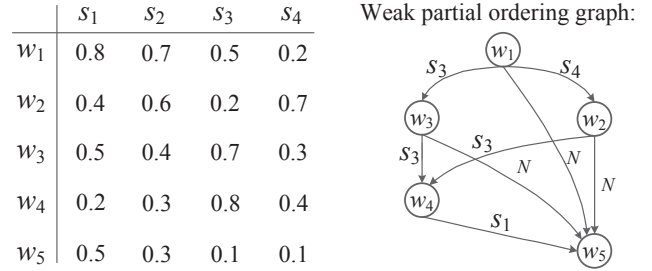 s1 s2 s3 s4
w1 0.8 0.7 0.5 0.2
w2 0.4 0.6 0.2 0.7
w3 0.5 0.4 0.7 0.3
w4 0.2 0.3 0.8 0.4
w5 0.5 0.3 0.1 0.1
Weak partial ordering graph:
w1
s3 s4
w3 w2
s3 s3 N N N
w4
s1
w5